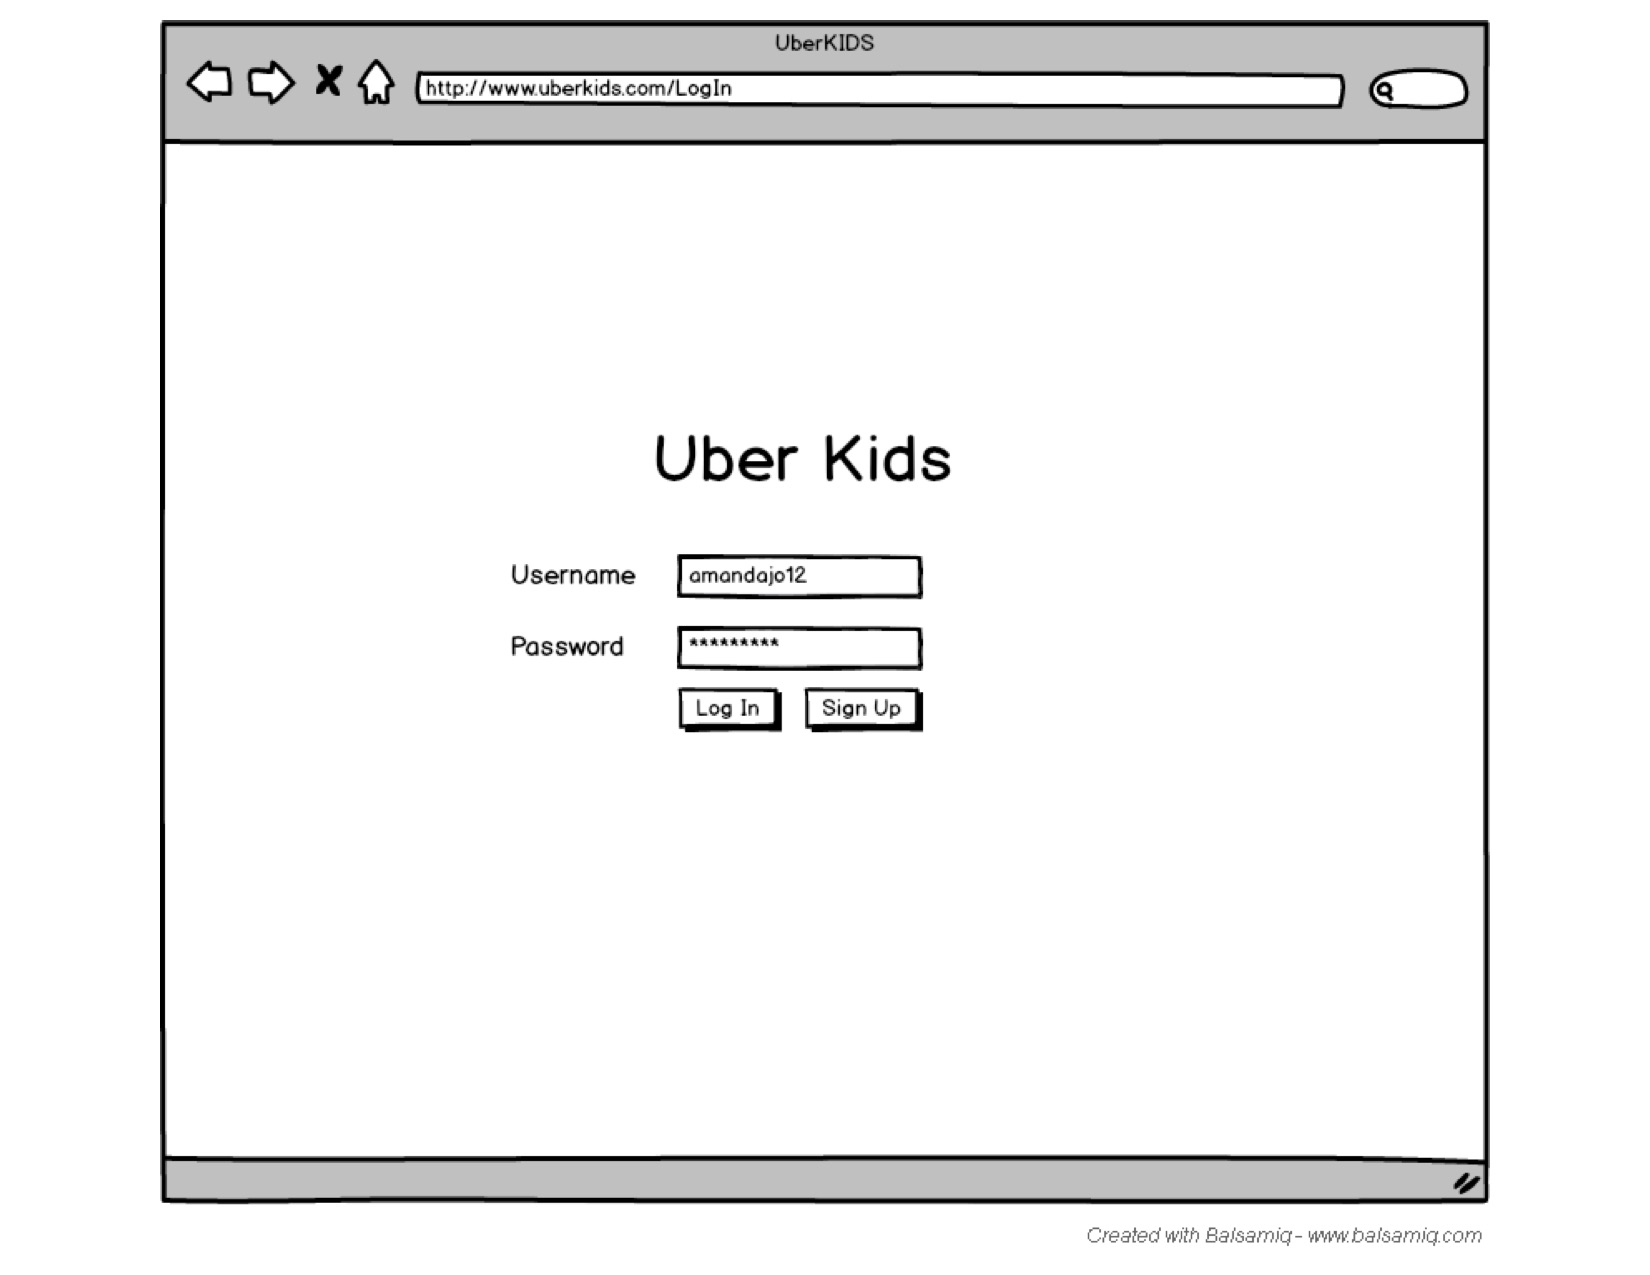 UberKIDS
http://www.uberkids.com/LogIn
Uber Kids
Username
amandajo12
Password
*********
Log In
Sign Up
Created with Balsamiq - www.balsamiq.com